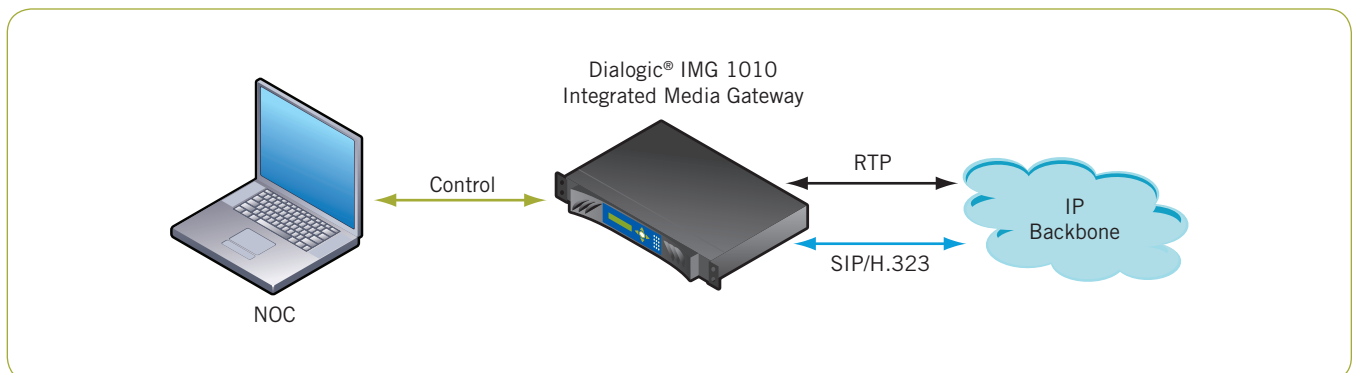 Dialogic® IMG 1010
Integrated Media Gateway
Control
RTP
IP
Backbone
SIP/H.323
NOC